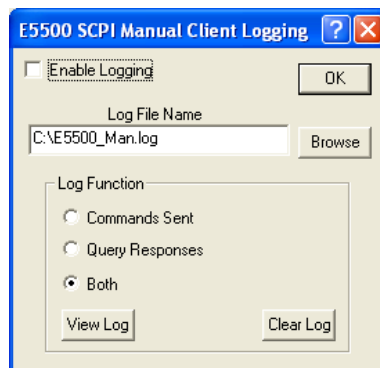 E5500 SCPI Manual Client Logging
Enable Logging
OK
Log File Name
C:\E5500_Man.log
Browse
Log Function
Commands Sent
Query Responses
Both
View Log
Clear Log